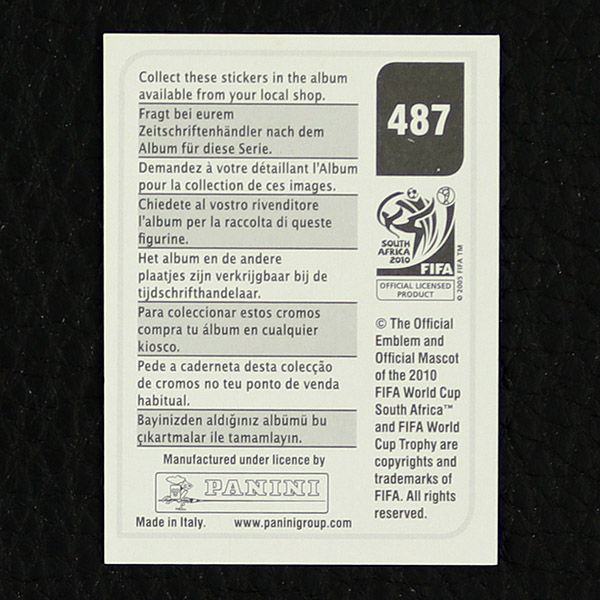 Collect these stickers in the album
available from your local shop.
Fragt bei eurem
Zeitschriftenhändler nach dem
Album für diese Serie.
Demandez à votre détaillant l'Album
pour la collection de ces images.
Chiedete al vostro rivenditore
l'album per la raccolta di queste
figurine.
Het album en de andere
plaatjes zijn verkrijgbaar bij de
tijdschrifthandelaar.
Para coleccionar estos cromos
compra tu álbum en cualquier
kiosco.
Pede a caderneta desta colecção
de cromos no teu ponto de venda
habitual.
Bayinizden aldığınız albümü bu
çıkartmalar ile tamamlayın.
Manufactured under licence by
PANINI
Made in Italy. www.paninigroup.com
487
SOUTH
AFRICA
2010
FIFA
© 2005 FIFA TM
OFFICIAL LICENSED
PRODUCT
© The Official
Emblem and
Official Mascot
of the 2010
FIFA World Cup
South Africa™
and FIFA World
Cup Trophy are
copyrights and
trademarks of
FIFA. All rights
reserved.